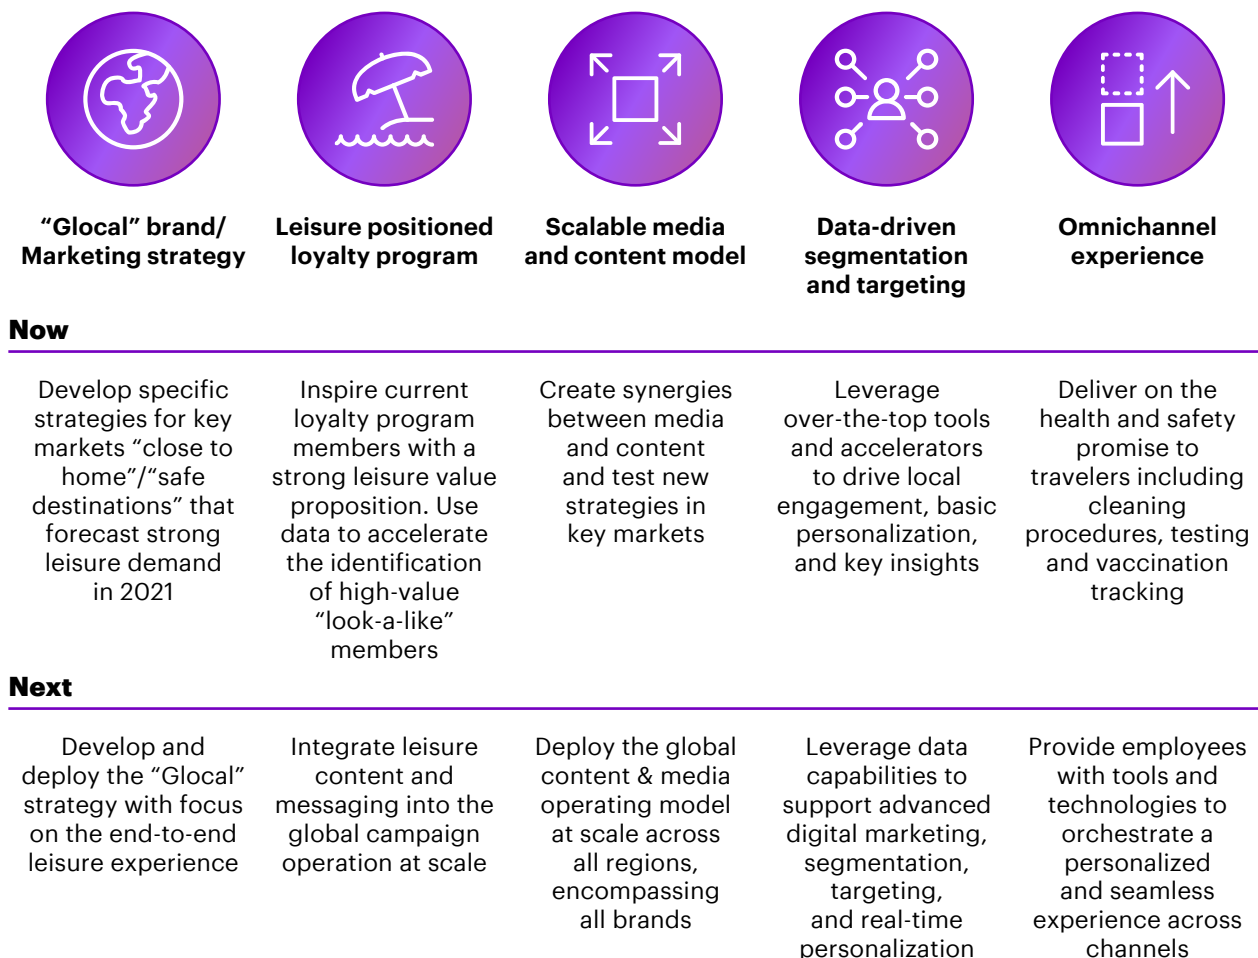 “Glocal” brand/
Marketing strategy
Leisure positioned
loyalty program
Scalable media
and content model
Data-driven
segmentation
and targeting
Omnichannel
experience
Now
Develop specific
strategies for key
markets “close to
home”/“safe
destinations” that
forecast strong
leisure demand
in 2021
Inspire current
loyalty program
members with a
strong leisure value
proposition. Use
data to accelerate
the identification
of high-value
“look-a-like”
members
Create synergies
between media
and content
and test new
strategies in
key markets
Leverage
over-the-top tools
and accelerators
to drive local
engagement, basic
personalization,
and key insights
Deliver on the
health and safety
promise to
travelers including
cleaning
procedures, testing
and vaccination
tracking
Next
Develop and
deploy the “Glocal”
strategy with focus
on the end-to-end
leisure experience
Integrate leisure
content and
messaging into the
global campaign
operation at scale
Deploy the global
content & media
operating model
at scale across
all regions,
encompassing
all brands
Leverage data
capabilities to
support advanced
digital marketing,
segmentation,
targeting,
and real-time
personalization
Provide employees
with tools and
technologies to
orchestrate a
personalized
and seamless
experience across
channels